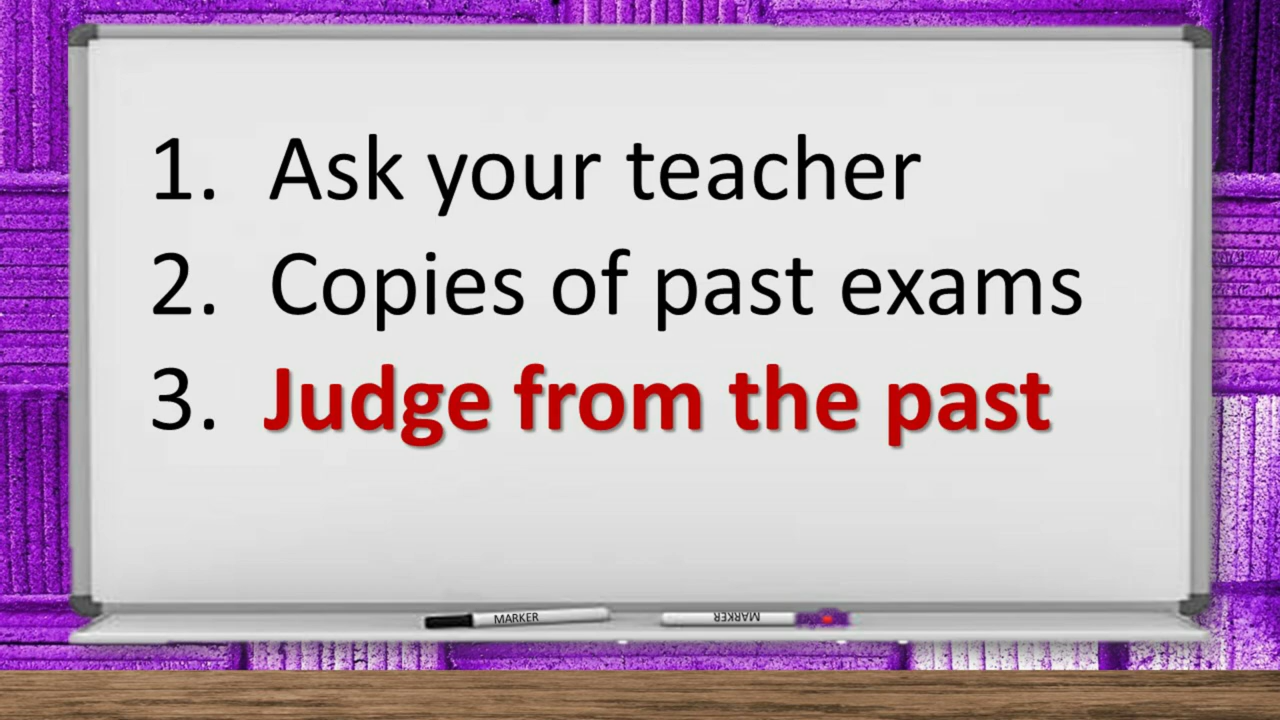 1. Ask your teacher
2. Copies of past exams
3. Judge from the past
MARKER
MARKER